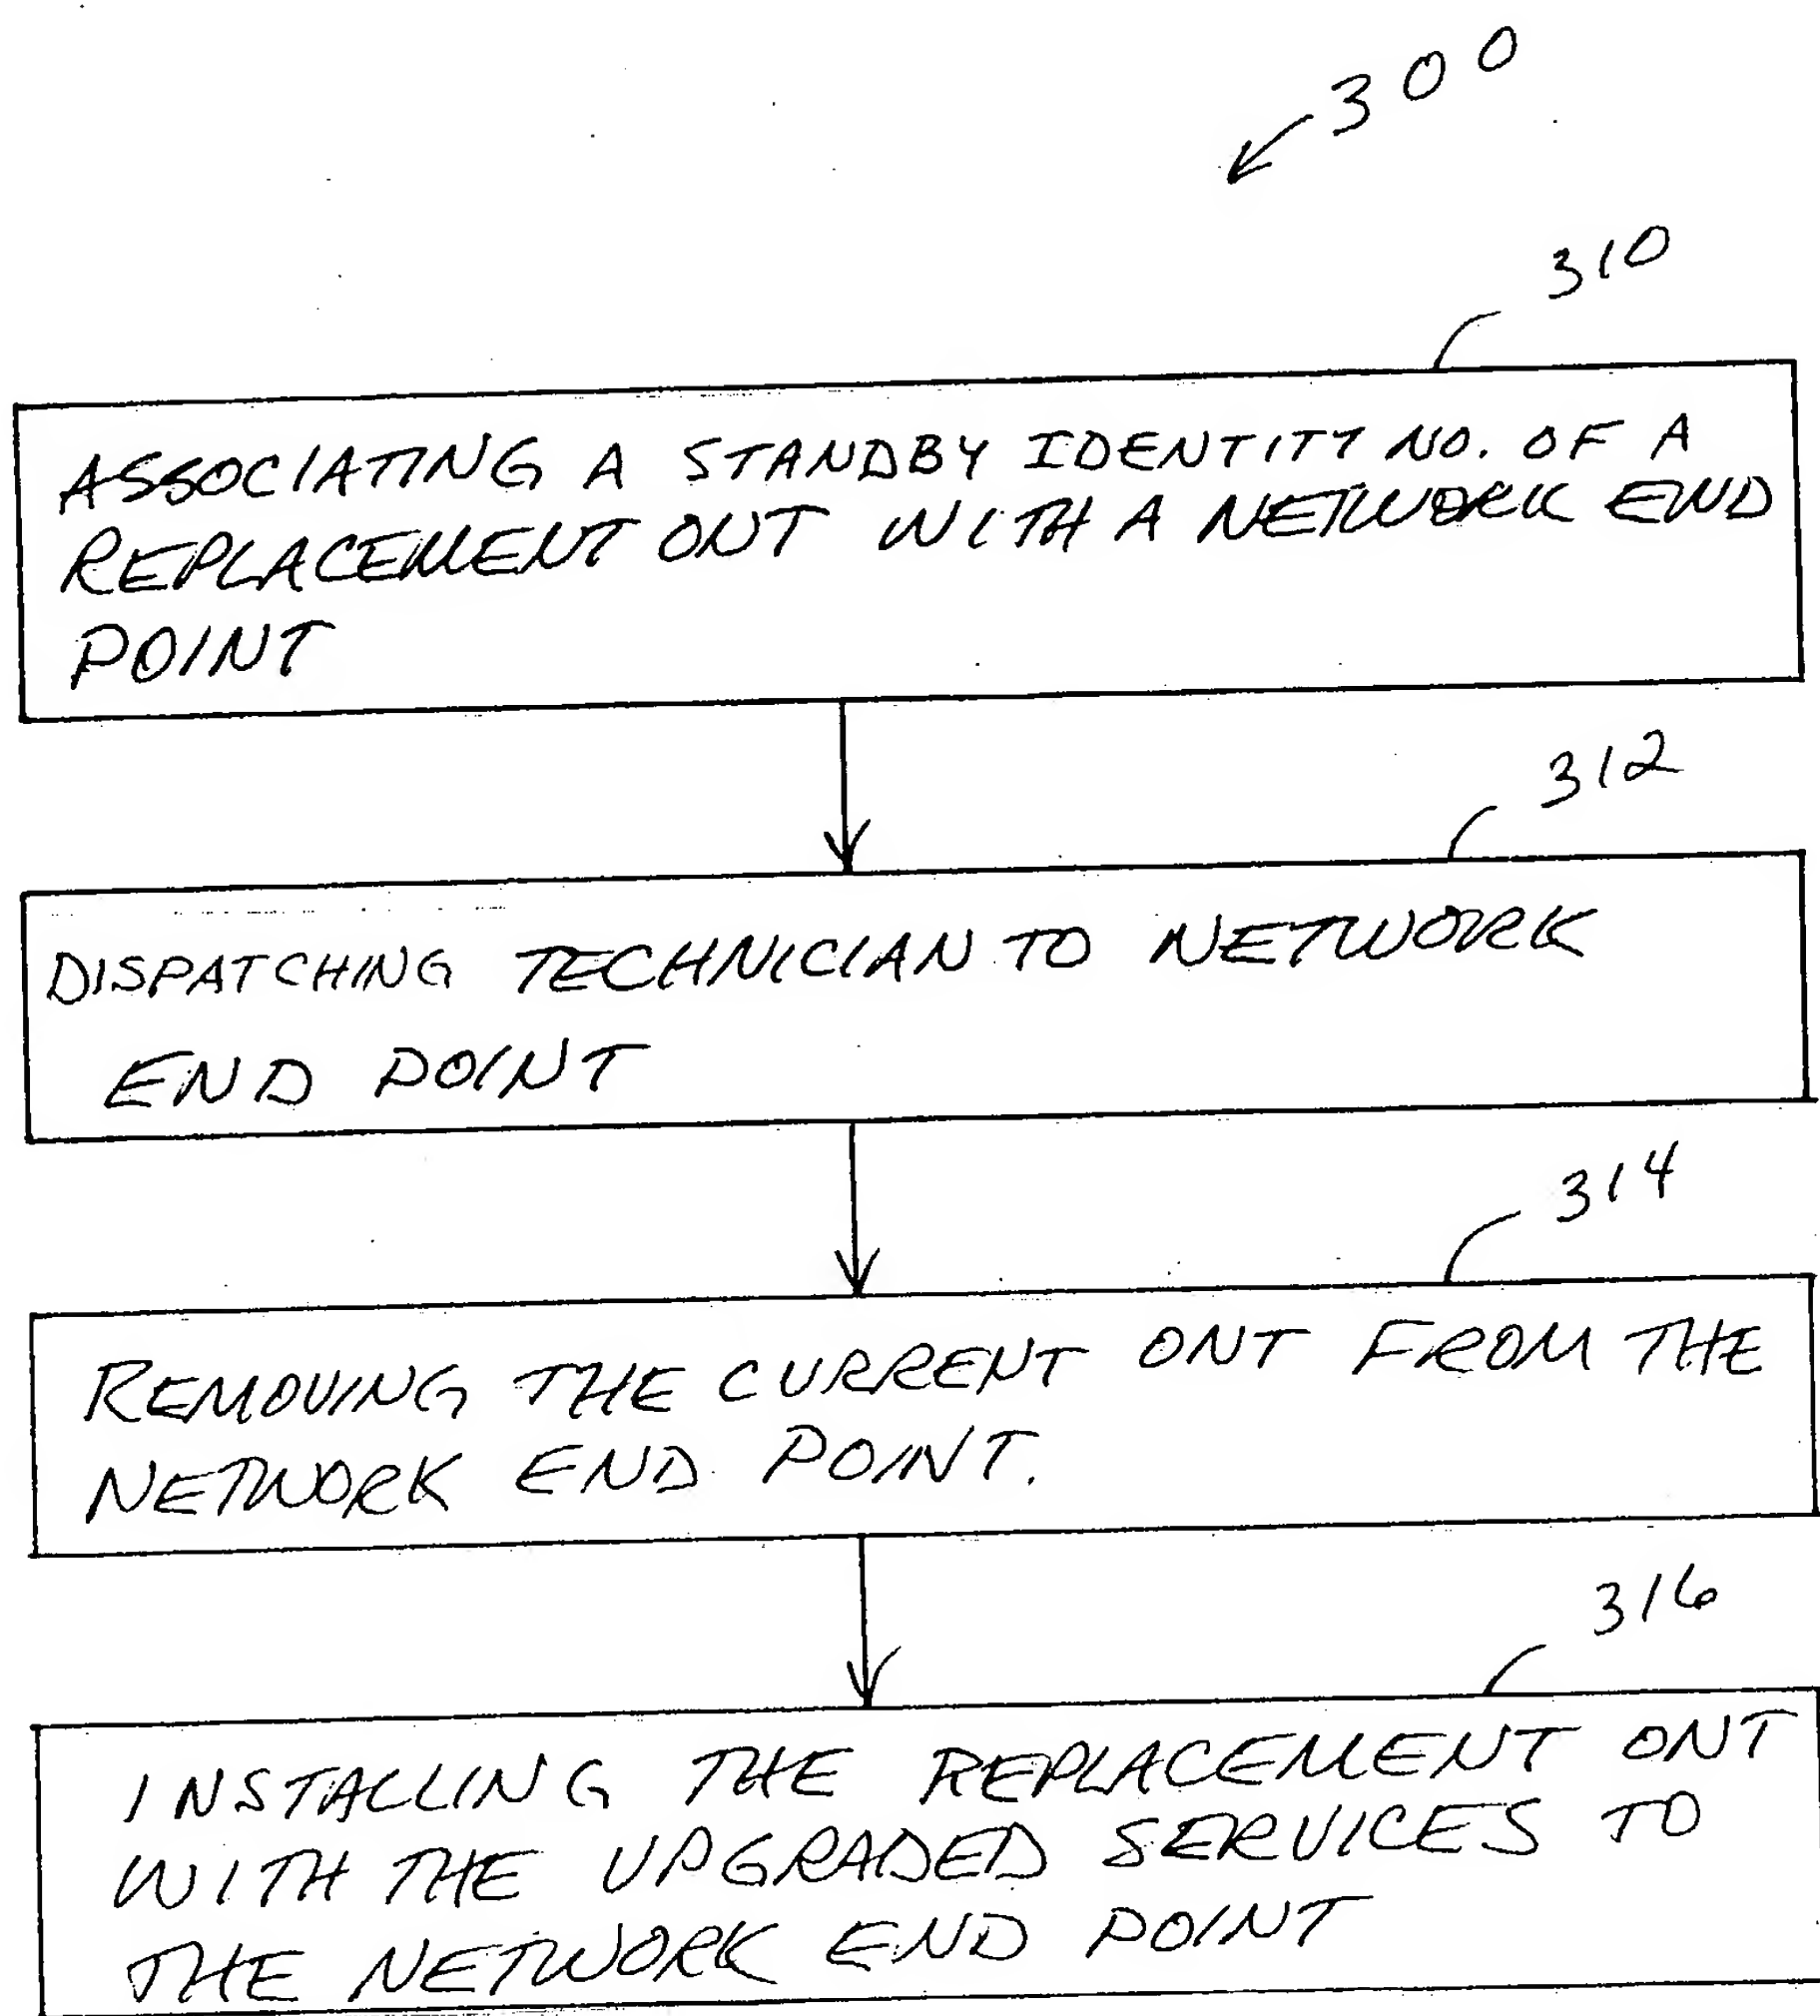 300
310
ASSOCIATING A STANDBY IDENTITY NO. OF A
REPLACEMENT ONT WITH A NETWORK END
POINT
312
DISPATCHING TECHNICIAN TO NETWORK
END POINT
314
REMOVING THE CURRENT ONT FROM THE
NETWORK END POINT.
316
INSTALLING THE REPLACEMENT ONT
WITH THE UPGRADED SERVICES TO
THE NETWORK END POINT